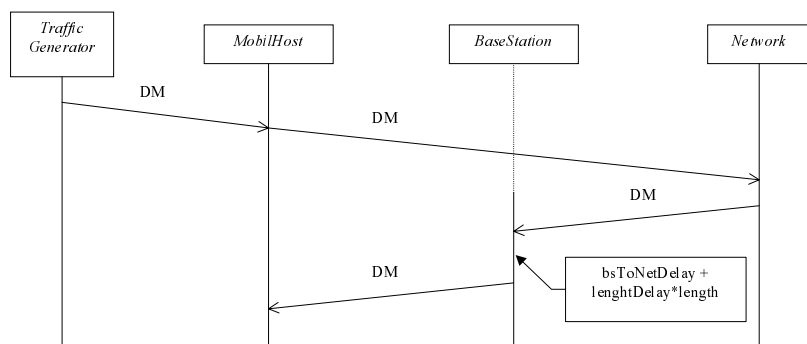 Traffic
Generator
MobilHost
BaseStation
Network
DM
DM
DM
DM
bsToNetDelay +
lenghtDelay*length